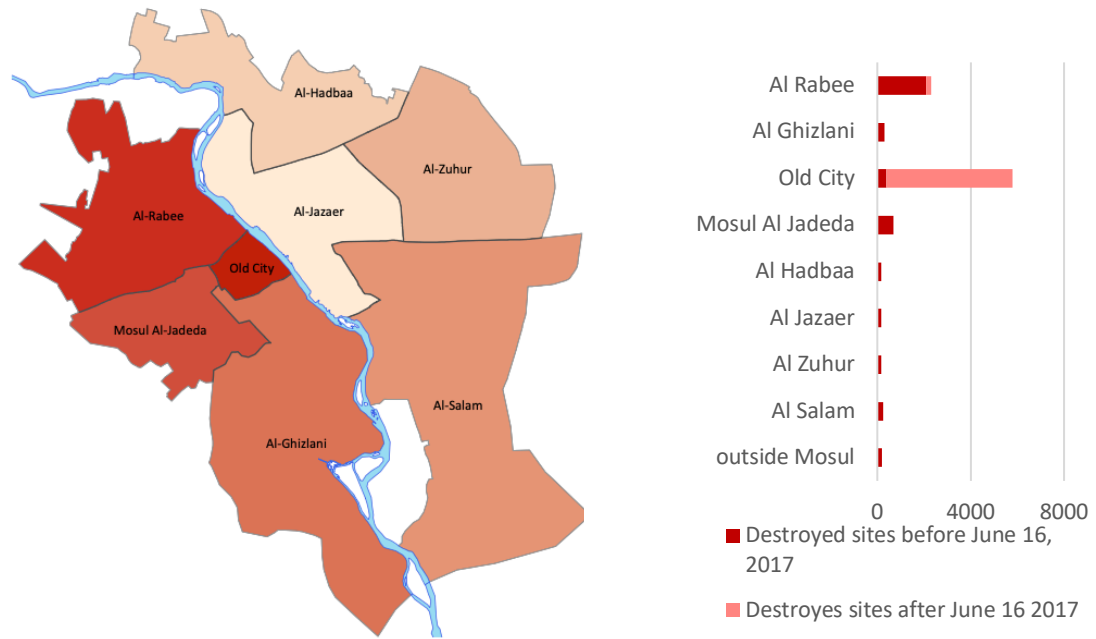 Al-Hadbaa
Al-Zuhur
Al-Jazaer
Al-Rabee
Old City
Mosul Al-Jadeda
Al-Salam
Al-Ghizlani
Al Rabee
Al Ghizlani
Old City
Mosul Al Jadeda
Al Hadbaa
Al Jazaer
Al Zuhur
Al Salam
outside Mosul
0 4000 8000
Destroyed sites before June 16,
2017
Destroyes sites after June 16 2017